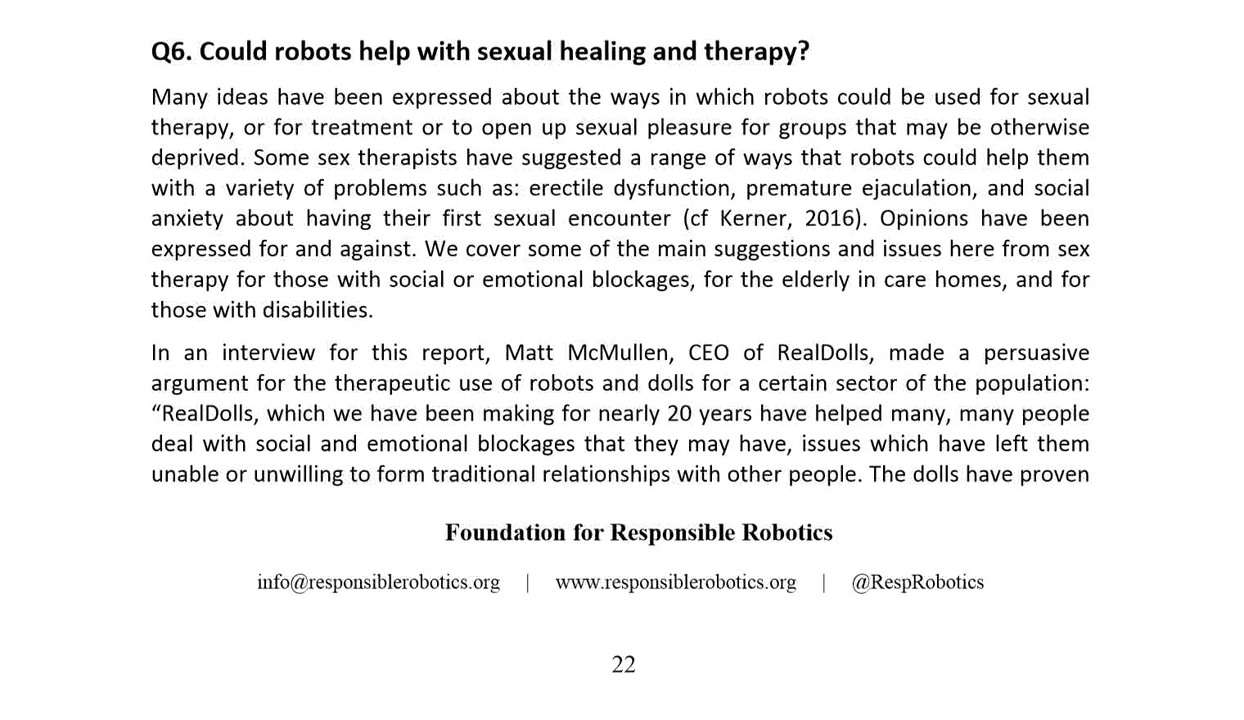 Q6. Could robots help with sexual healing and therapy?
Many ideas have been expressed about the ways in which robots could be used for sexual
therapy, or for treatment or to open up sexual pleasure for groups that may be otherwise
deprived. Some sex therapists have suggested a range of ways that robots could help them
with a variety of problems such as: erectile dysfunction, premature ejaculation, and social
anxiety about having their first sexual encounter (cf Kerner, 2016). Opinions have been
expressed for and against. We cover some of the main suggestions and issues here from sex
therapy for those with social or emotional blockages, for the elderly in care homes, and for
those with disabilities.
In an interview for this report, Matt McMullen, CEO of RealDolls, made a persuasive
argument for the therapeutic use of robots and dolls for a certain sector of the population:
“RealDolls, which we have been making for nearly 20 years have helped many, many people
deal with social and emotional blockages that they may have, issues which have left them
unable or unwilling to form traditional relationships with other people. The dolls have proven
Foundation for Responsible Robotics
info@responsiblerobotics.org | www.responsiblerobotics.org | @RespRobotics
22